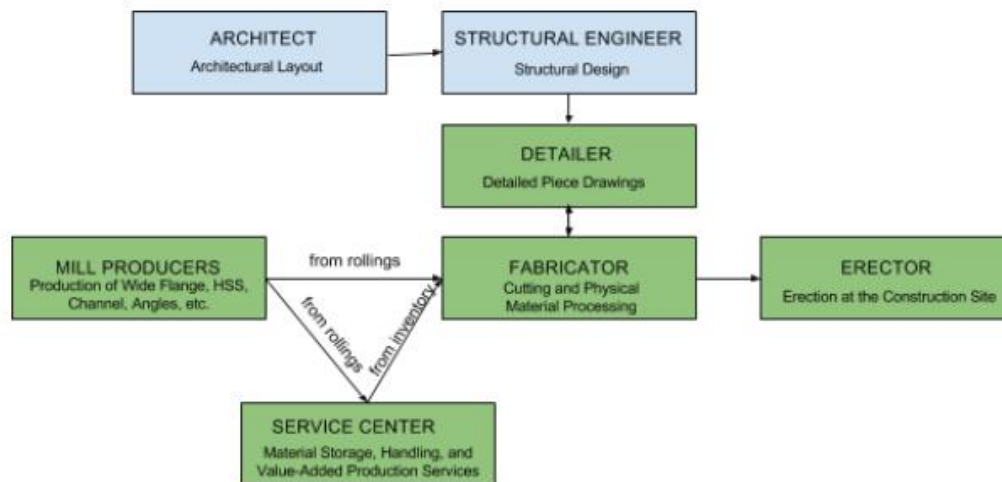 ARCHITECT
Architectural Layout
STRUCTURAL ENGINEER
Structural Design
DETAILER
Detailed Piece Drawings
MILL PRODUCERS
Production of Wide Flange, HSS,
Channel, Angles, etc.
from rollings
from rollings
from inventory
FABRICATOR
Cutting and Physical
Material Processing
ERECTOR
Erection at the Construction Site
SERVICE CENTER
Material Storage, Handling, and
Value-Added Production Services